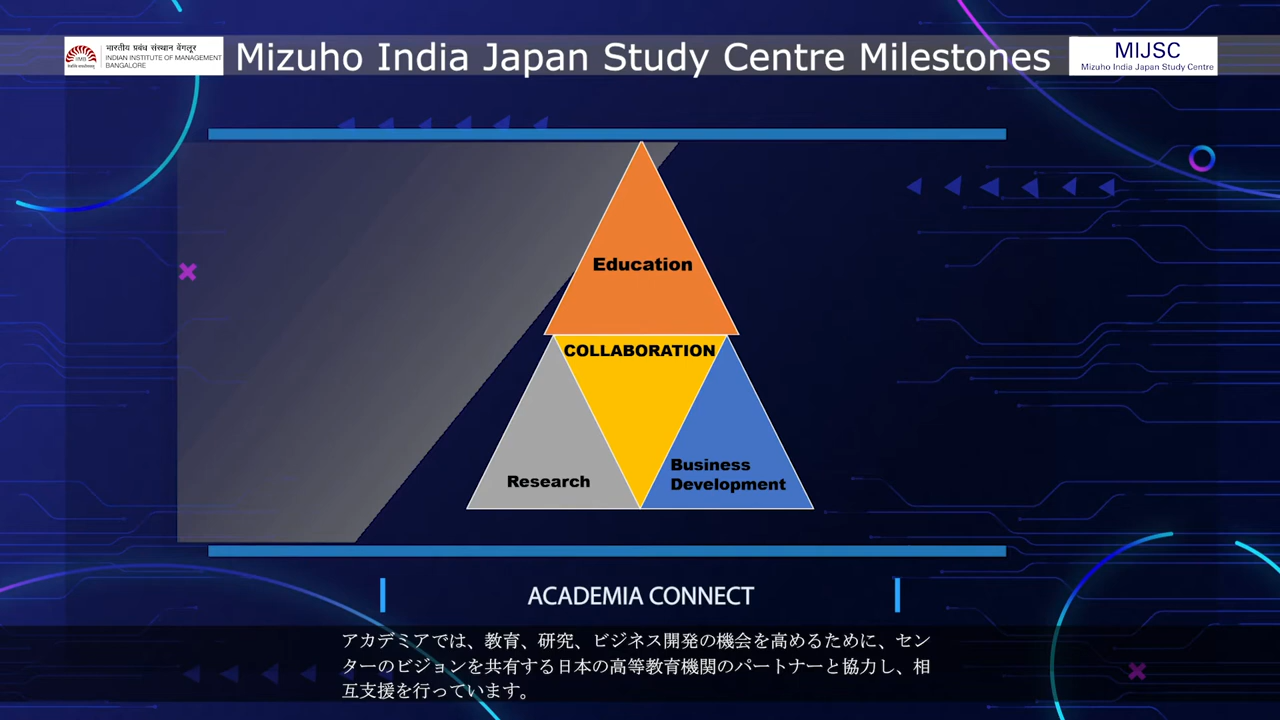 भारतीय प्रबंध संस्थान बेंगलूर
INDIAN INSTITUTE OF MANAGEMENT
BANGALORE
Mizuho India Japan Study Centre Milestones
MIJSC
Mizuho India Japan Study Centre
Education
COLLABORATION
Research
Business
Development
ACADEMIA CONNECT
アカデミアでは、教育、研究、ビジネス開発の機会を高めるために、セン
ターのビジョンを共有する日本の高等教育機関のパートナーと協力し、相
互支援を行っています。